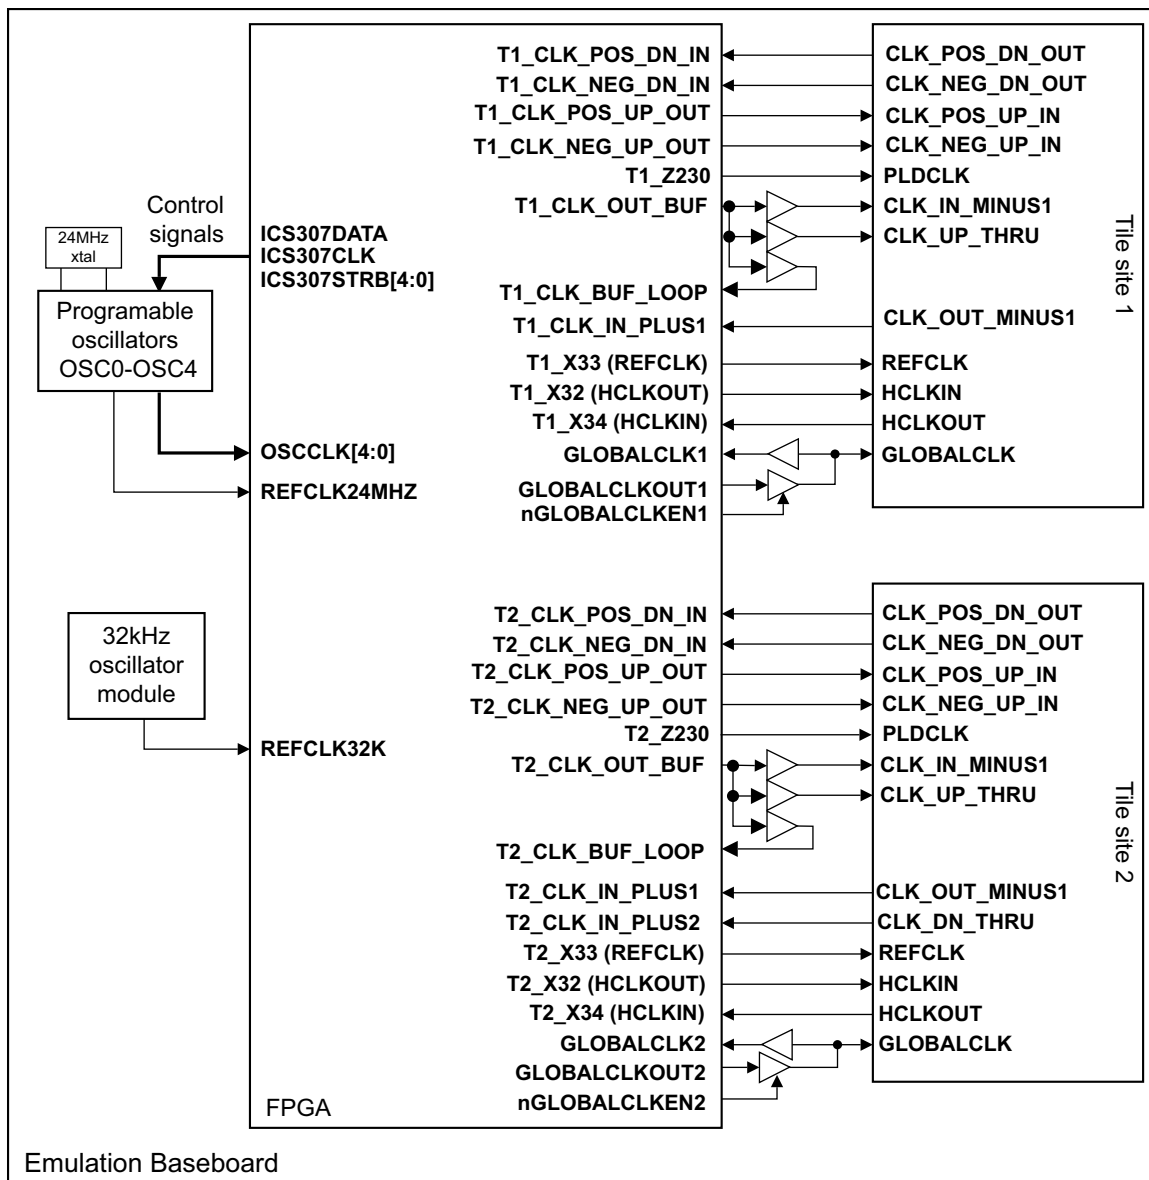 T1_CLK_POS_DN_IN
CLK_POS_DN_OUT
T1_CLK_NEG_DN_IN
CLK_NEG_DN_OUT
T1_CLK_POS_UP_OUT
CLK_POS_UP_IN
T1_CLK_NEG_UP_OUT
CLK_NEG_UP_IN
T1_Z230
PLDCLK
T1_CLK_OUT_BUF
CLK_IN_MINUS1
CLK_UP_THRU
T1_CLK_BUF_LOOP
T1_CLK_IN_PLUS1
CLK_OUT_MINUS1
T1_X33 (REFCLK)
REFCLK
T1_X32 (HCLKOUT)
HCLKIN
T1_X34 (HCLKIN)
HCLKOUT
GLOBALCLK1
GLOBALCLK
GLOBALCLKOUT1
nGLOBALCLKEN1
Tile site 1
Control
signals
24MHz
xtal
ICS307DATA
ICS307CLK
ICS307STRB[4:0]
Programable
oscillators
OSC0-OSC4
OSCCLK[4:0]
REFCLK24MHZ
32kHz
oscillator
module
REFCLK32K
T2_CLK_POS_DN_IN
CLK_POS_DN_OUT
T2_CLK_NEG_DN_IN
CLK_NEG_DN_OUT
T2_CLK_POS_UP_OUT
CLK_POS_UP_IN
T2_CLK_NEG_UP_OUT
CLK_NEG_UP_IN
T2_Z230
PLDCLK
T2_CLK_OUT_BUF
CLK_IN_MINUS1
CLK_UP_THRU
T2_CLK_BUF_LOOP
T2_CLK_IN_PLUS1
CLK_OUT_MINUS1
T2_CLK_IN_PLUS2
CLK_DN_THRU
T2_X33 (REFCLK)
REFCLK
T2_X32 (HCLKOUT)
HCLKIN
T2_X34 (HCLKIN)
HCLKOUT
GLOBALCLK2
GLOBALCLK
GLOBALCLKOUT2
nGLOBALCLKEN2
Tile site 2
FPGA
Emulation Baseboard